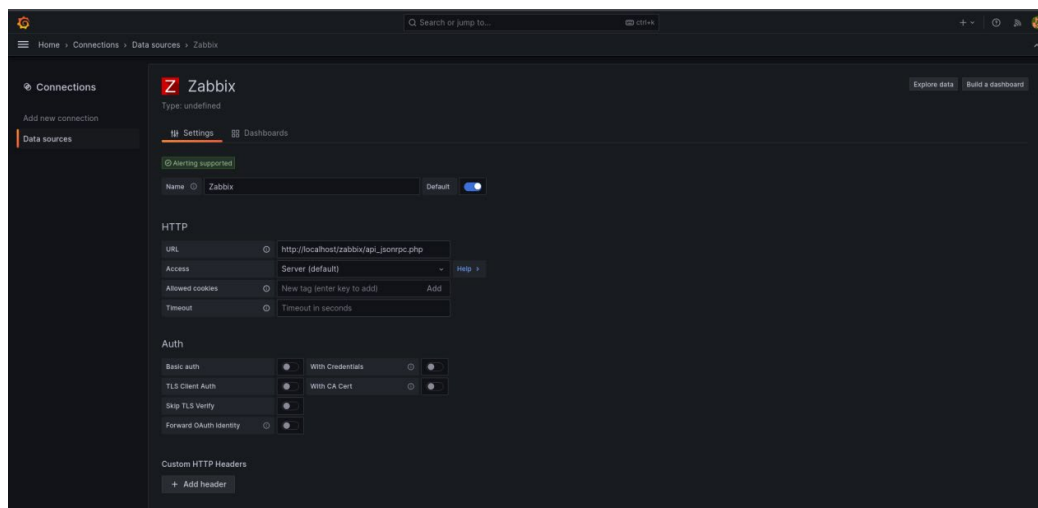 Search or jump to... ctrl+k
Home › Connections › Data sources › Zabbix
Connections
Add new connection
Data sources
Z Zabbix
Type: undefined
Explore data Build a dashboard
Settings Dashboards
Alerting supported
Name Zabbix Default
HTTP
URL http://localhost/zabbix/api_jsonrpc.php
Access Server (default) Help >
Allowed cookies New tag (enter key to add) Add
Timeout Timeout in seconds
Auth
Basic auth With Credentials
TLS Client Auth With CA Cert
Skip TLS Verify
Forward OAuth Identity
Custom HTTP Headers
+ Add header